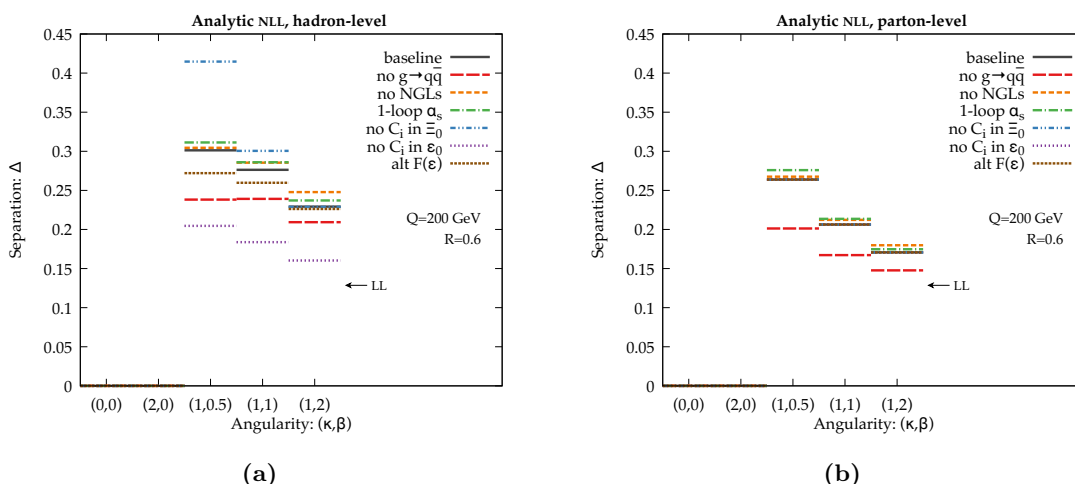 Analytic NLL, hadron-level
Separation: Δ
0.45
0.4
0.35
0.3
0.25
0.2
0.15
0.1
0.05
0
baseline
no g→qq̅
no NGLs
1-loop αs
no Ci in Ξ̅0
no Ci in ε0
alt F(ε)
Q=200 GeV
R=0.6
← LL
(0,0) (2,0) (1,0.5) (1,1) (1,2)
Angularity: (κ,β)
(a)
Analytic NLL, parton-level
Separation: Δ
0.45
0.4
0.35
0.3
0.25
0.2
0.15
0.1
0.05
0
baseline
no g→qq̅
no NGLs
1-loop αs
no Ci in Ξ̅0
no Ci in ε0
alt F(ε)
Q=200 GeV
R=0.6
← LL
(0,0) (2,0) (1,0.5) (1,1) (1,2)
Angularity: (κ,β)
(b)